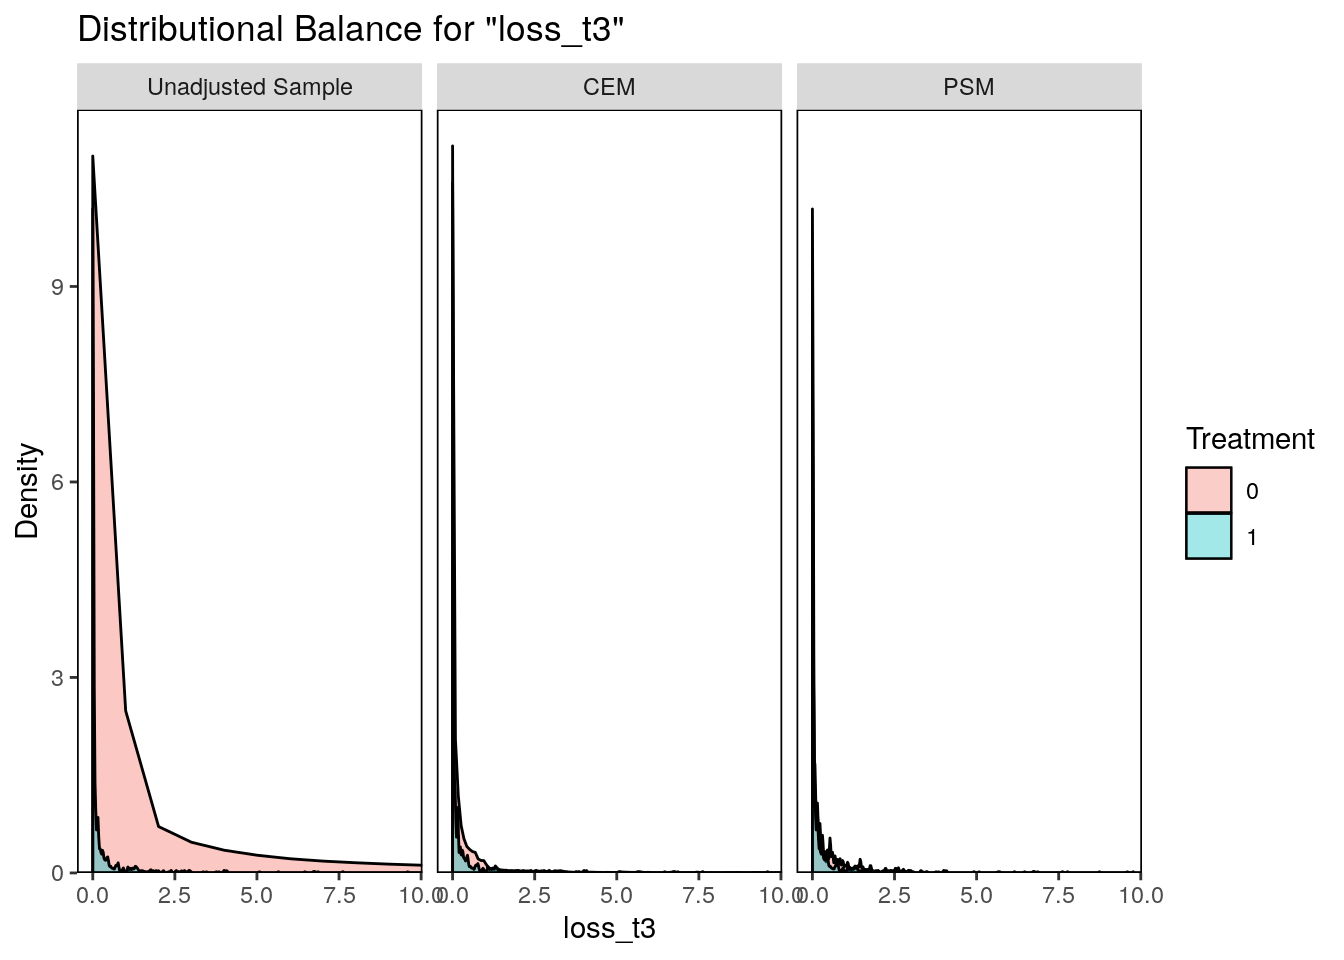 Distributional Balance for "loss_t3"
Unadjusted Sample CEM PSM
Density
9
6
3
0
0.0 2.5 5.0 7.5 10.0 0.0 2.5 5.0 7.5 10.0 0.0 2.5 5.0 7.5 10.0
loss_t3
Treatment
0
1